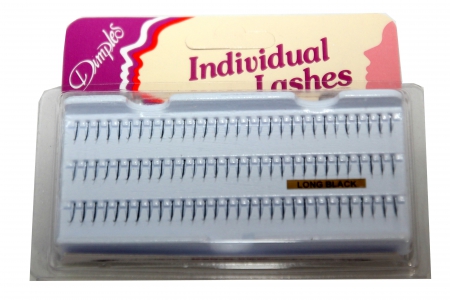 Dimples
Individual
Lashes
LONG BLACK